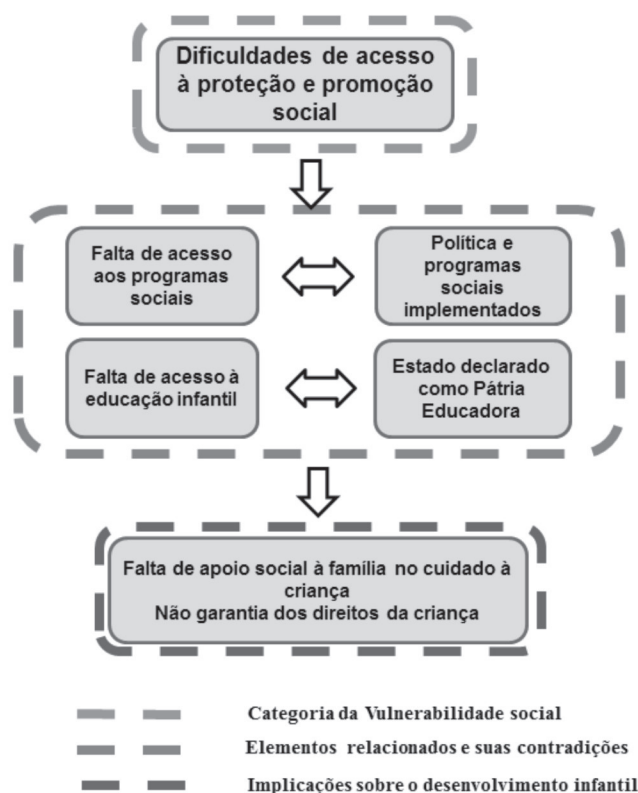 Dificuldades de acesso
à proteção e promoção
social
Falta de acesso
aos programas
sociais
Política e
programas
sociais
implementados
Falta de acesso à
educação infantil
Estado declarado
como Pátria
Educadora
Falta de apoio social à família no cuidado à
criança
Não garantia dos direitos da criança
Categoria da Vulnerabilidade social
Elementos relacionados e suas contradições
Implicações sobre o desenvolvimento infantil